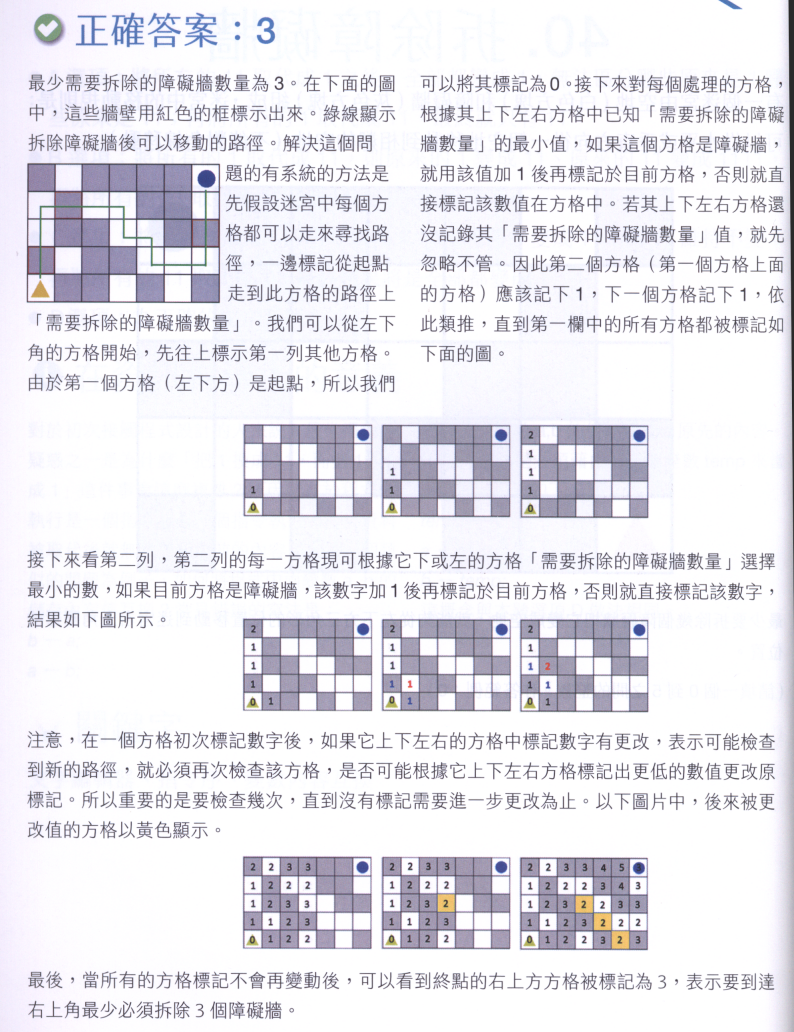 正確答案：3
最少需要拆除的障礙牆數量為 3。在下面的圖
中，這些牆壁用紅色的框標示出來。綠線顯示
拆除障礙牆後可以移動的路徑。解決這個問
題的有系統的方法是
先假設迷宮中每個方
格都可以走來尋找路
徑，一邊標記從起點
走到此方格的路徑上
「需要拆除的障礙牆數量」。我們可以從左下
角的方格開始，先往上標示第一列其他方格。
由於第一個方格（左下方）是起點，所以我們
可以將其標記為0。接下來對每個處理的方格，
根據其上下左右方格中已知「需要拆除的障礙
牆數量」的最小值，如果這個方格是障礙牆，
就用該值加 1 後再標記於目前方格，否則就直
接標記該數值在方格中。若其上下左右方格還
沒記錄其「需要拆除的障礙牆數量」值，就先
忽略不管。因此第二個方格（第一個方格上面
的方格）應該記下 1，下一個方格記下 1，依
此類推，直到第一欄中的所有方格都被標記如
下面的圖。
1
0
1
1
0
2
1
1
1
0
接下來看第二列，第二列的每一方格現可根據它下或左的方格「需要拆除的障礙牆數量」選擇
最小的數，如果目前方格是障礙牆，該數字加 1 後再標記於目前方格，否則就直接標記該數字，
結果如下圖所示。
2
1
1
1
0 1
2
1
1
1 1
0 1
2
1
1 2
1 1
0 1
注意，在一個方格初次標記數字後，如果它上下左右的方格中標記數字有更改，表示可能檢查
到新的路徑，就必須再次檢查該方格，是否可能根據它上下左右方格標記出更低的數值更改原
標記。所以重要的是要檢查幾次，直到沒有標記需要進一步更改為止。以下圖片中，後來被更
改值的方格以黃色顯示。
2 2 3 3
1 2 2 2
1 2 3 3
1 1 2 3
0 1 2 2
2 2 3 3
1 2 2 2
1 2 3 2
1 1 2 3
0 1 2 2
2 2 3 3 4 5 3
1 2 2 2 3 4 3
1 2 3 2 2 3 3
1 1 2 3 2 2 2
0 1 2 2 3 2 3
最後，當所有的方格標記不會再變動後，可以看到終點的右上方方格被標記為 3，表示要到達
右上角最少必須拆除 3 個障礙牆。